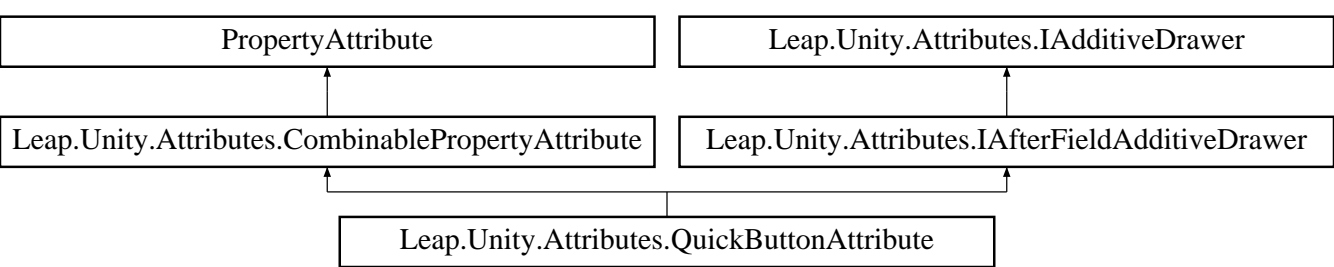 PropertyAttribute
Leap.Unity.Attributes.IAdditiveDrawer
Leap.Unity.Attributes.CombinablePropertyAttribute
Leap.Unity.Attributes.IAfterFieldAdditiveDrawer
Leap.Unity.Attributes.QuickButtonAttribute